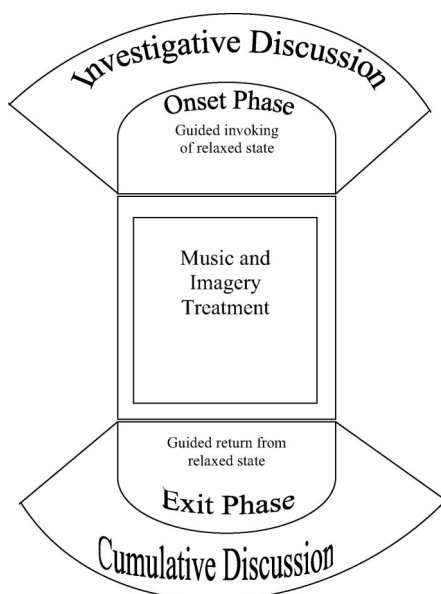 Investigative Discussion
Onset Phase
Guided invoking
of relaxed state
Music and
Imagery
Treatment
Guided return from
relaxed state
Exit Phase
Cumulative Discussion